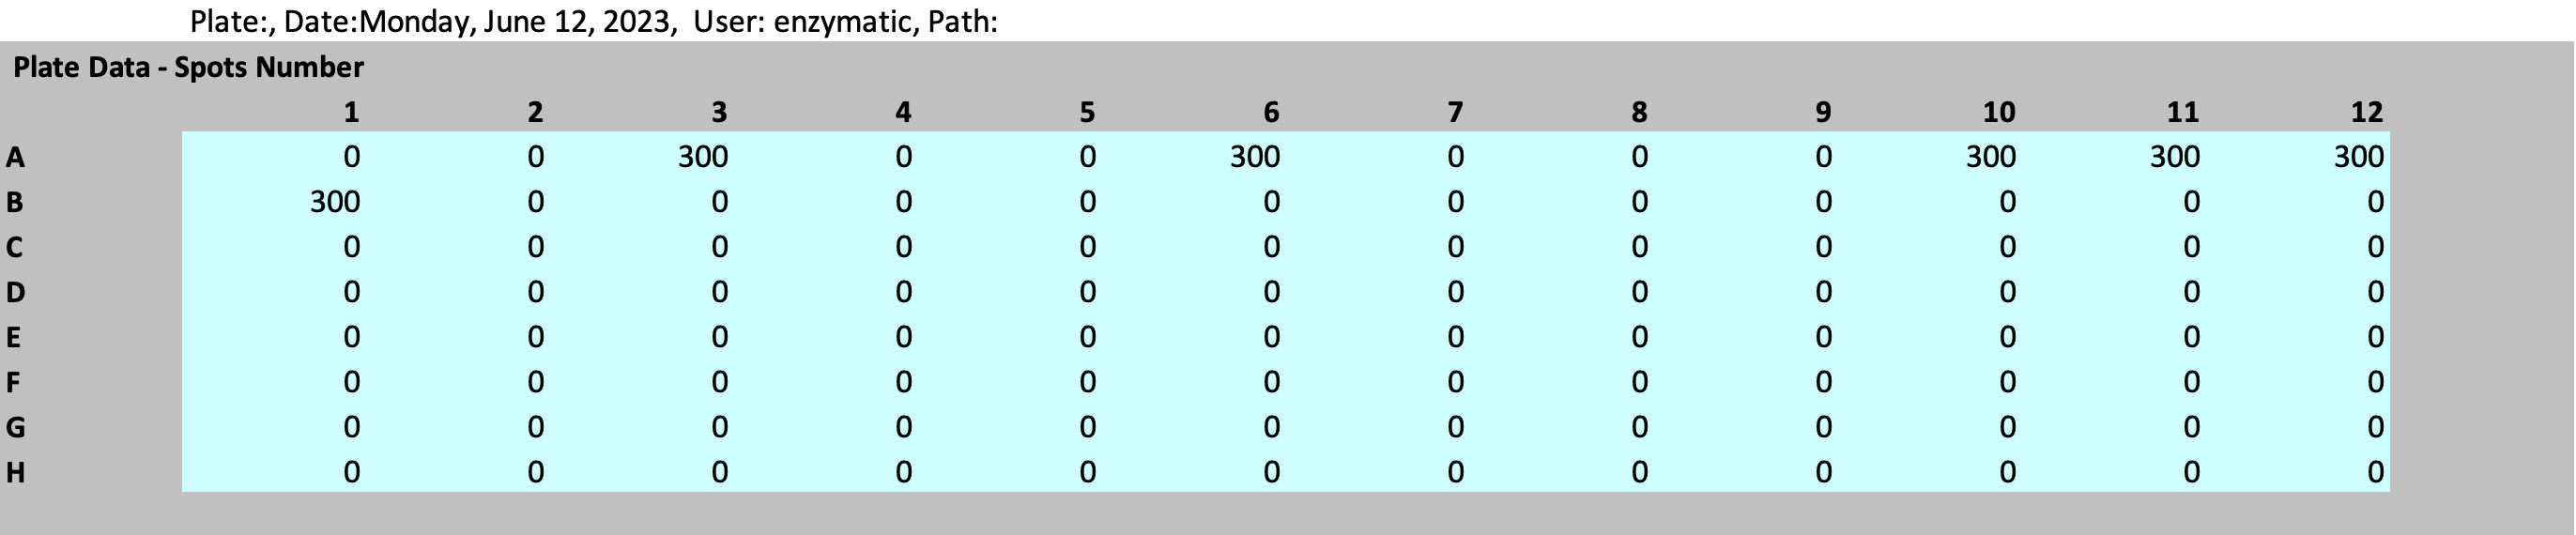 Plate:, Date:Monday, June 12, 2023,  User: enzymatic, Path:
Plate Data - Spots Number
1 2 3 4 5 6 7 8 9 10 11 12
A 0 0 300 0 0 300 0 0 0 300 300 300
B 300 0 0 0 0 0 0 0 0 0 0 0
C 0 0 0 0 0 0 0 0 0 0 0 0
D 0 0 0 0 0 0 0 0 0 0 0 0
E 0 0 0 0 0 0 0 0 0 0 0 0
F 0 0 0 0 0 0 0 0 0 0 0 0
G 0 0 0 0 0 0 0 0 0 0 0 0
H 0 0 0 0 0 0 0 0 0 0 0 0